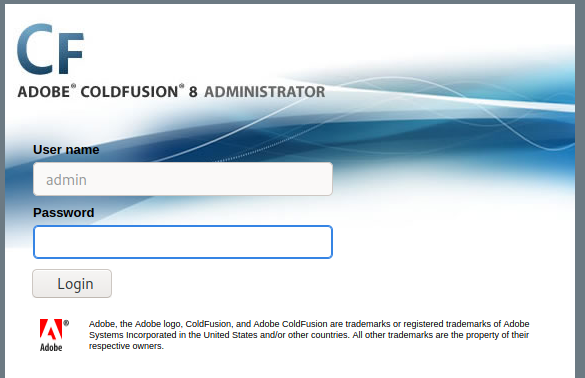 CF
ADOBE® COLDFUSION® 8 ADMINISTRATOR
User name
admin
Password
Login
Adobe, the Adobe logo, ColdFusion, and Adobe ColdFusion are trademarks or registered trademarks of Adobe
Systems Incorporated in the United States and/or other countries. All other trademarks are the property of their
respective owners.
®
Adobe